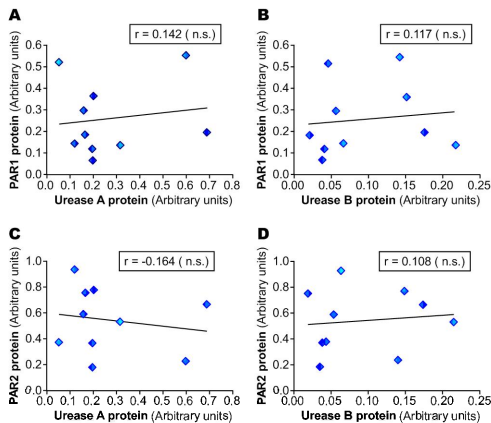 A
r = 0.142 ( n.s.)
PAR1 protein (Arbitrary units)
0.6
0.5
0.4
0.3
0.2
0.1
0.0
0.0 0.1 0.2 0.3 0.4 0.5 0.6 0.7 0.8
Urease A protein (Arbitrary units)
B
r = 0.117 ( n.s.)
PAR1 protein (Arbitrary units)
0.6
0.5
0.4
0.3
0.2
0.1
0.0
0.00 0.05 0.10 0.15 0.20 0.25
Urease B protein (Arbitrary units)
C
r = -0.164 ( n.s.)
PAR2 protein (Arbitrary units)
1.0
0.8
0.6
0.4
0.2
0.0
0.0 0.1 0.2 0.3 0.4 0.5 0.6 0.7 0.8
Urease A protein (Arbitrary units)
D
r = 0.108 ( n.s.)
PAR2 protein (Arbitrary units)
1.0
0.8
0.6
0.4
0.2
0.0
0.00 0.05 0.10 0.15 0.20 0.25
Urease B protein (Arbitrary units)